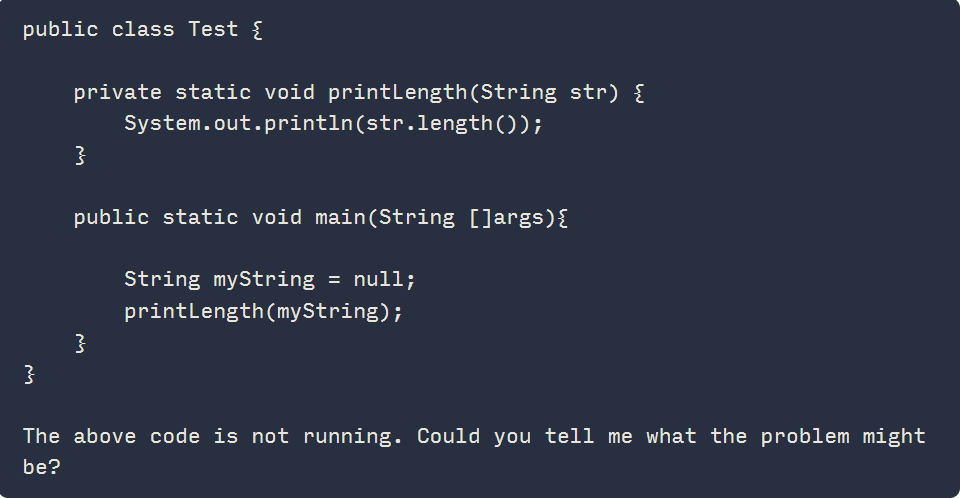 public class Test {
    private static void printLength(String str) {
        System.out.println(str.length());
    }
    public static void main(String []args){
        String myString = null;
        printLength(myString);
    }
}
The above code is not running. Could you tell me what the problem might
be?